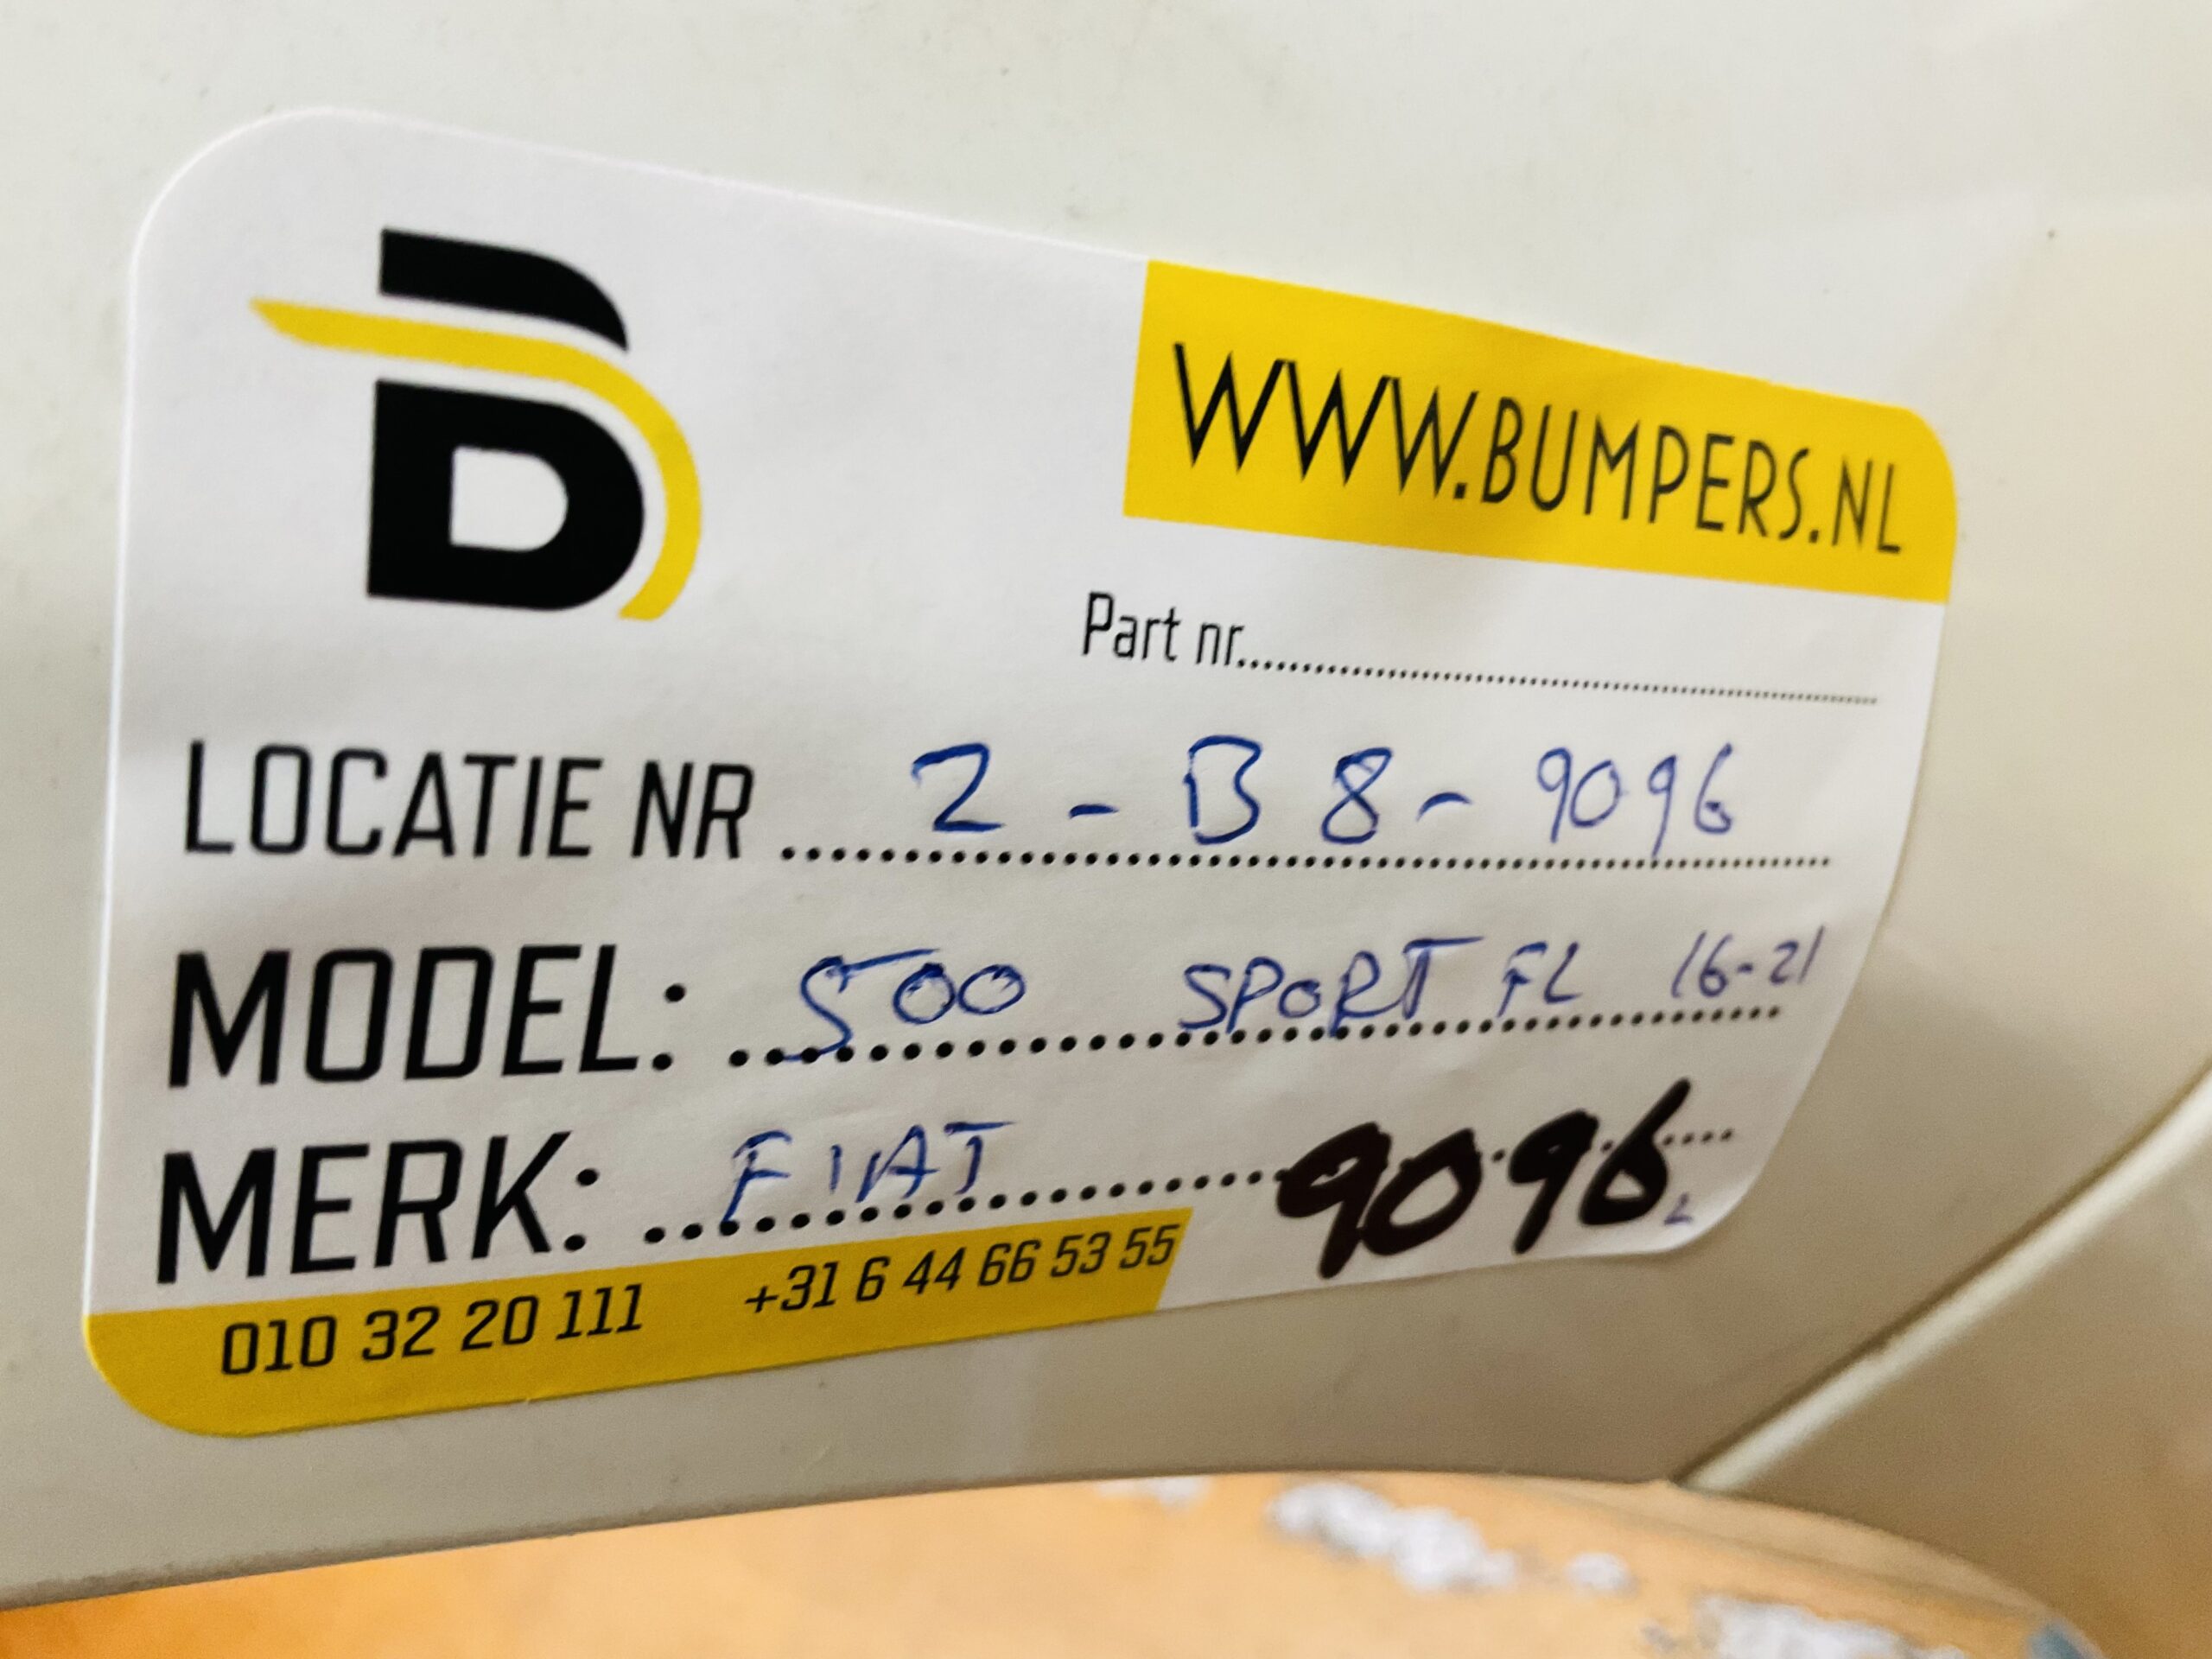 B
WWW.BUMPERS.NL
Part nr..............................
LOCATIE NR 2 - B8 - 9096
MODEL: 500 SPORT FL 16-21
MERK: FIAT 9096
010 32 20 111 +31 6 44 66 53 55